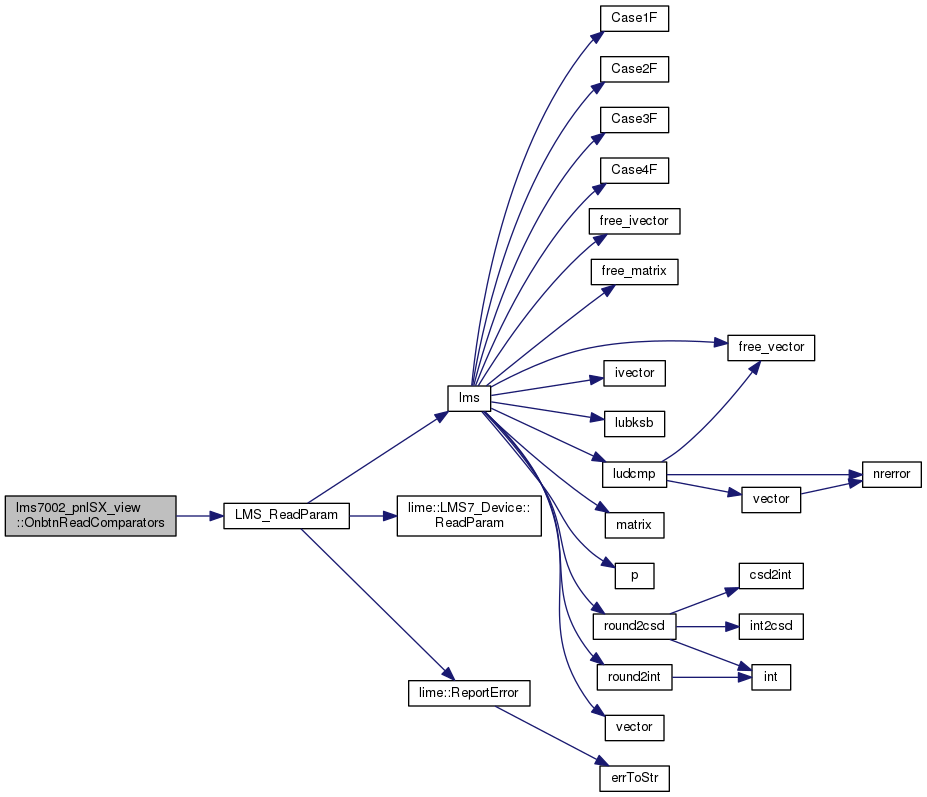 Case1F
Case2F
Case3F
Case4F
free_ivector
free_matrix
free_vector
ivector
lms
lubksb
ludcmp
nrerror
vector
lms7002_pnlSX_view
::OnbtnReadComparators
LMS_ReadParam
lime::LMS7_Device::
ReadParam
matrix
p
csd2int
round2csd
int2csd
round2int
int
lime::ReportError
vector
errToStr